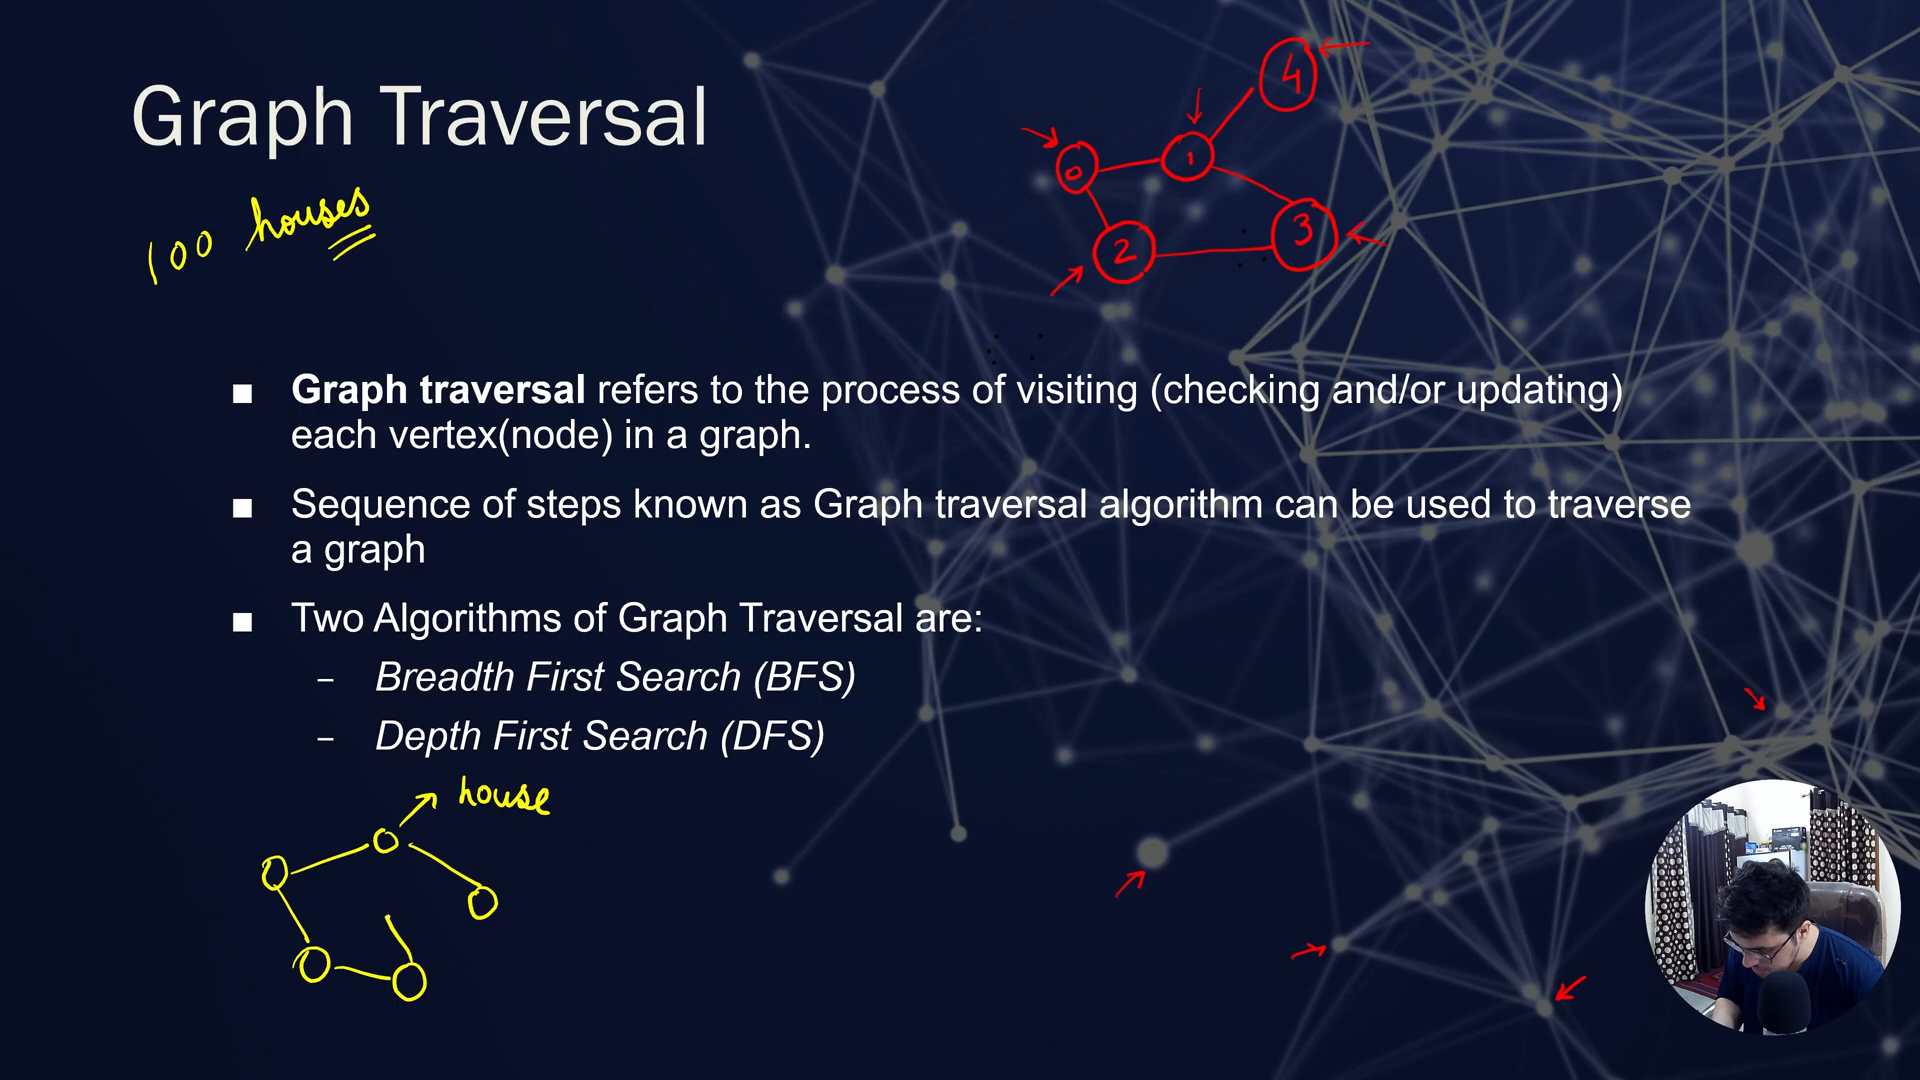 Graph Traversal
100 houses
4
0
1
2
3
■ Graph traversal refers to the process of visiting (checking and/or updating)
each vertex(node) in a graph.
■ Sequence of steps known as Graph traversal algorithm can be used to traverse
a graph
■ Two Algorithms of Graph Traversal are:
– Breadth First Search (BFS)
– Depth First Search (DFS)
house